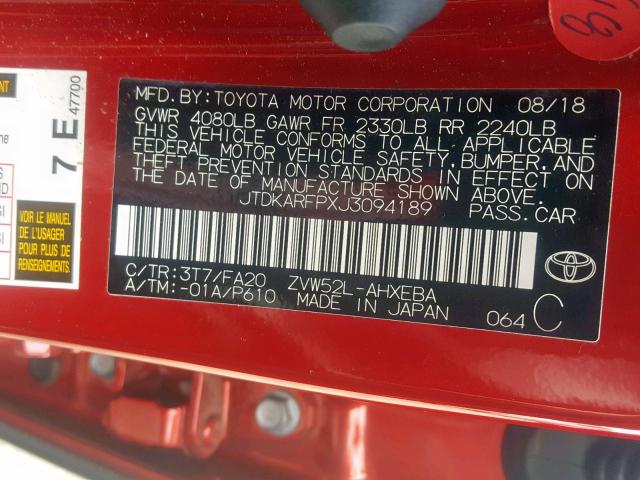 MFD. BY: TOYOTA MOTOR CORPORATION 08/18
GVWR 4080LB GAWR FR 2330LB RR 2240LB
THIS VEHICLE CONFORMS TO ALL APPLICABLE
FEDERAL MOTOR VEHICLE SAFETY, BUMPER, AND
THEFT PREVENTION STANDARDS IN EFFECT ON
THE DATE OF MANUFACTURE SHOWN ABOVE.
JTDKARFPXJ3094189 PASS. CAR
C/TR: 3T7/FA20 ZVW52L-AHXEBA
A/TM: -01A/P610 MADE IN JAPAN
064 C
TOYOTA
7 E
47700
VOIR LE MANUEL
DE L'USAGER
POUR PLUS DE
RENSEIGNEMENTS